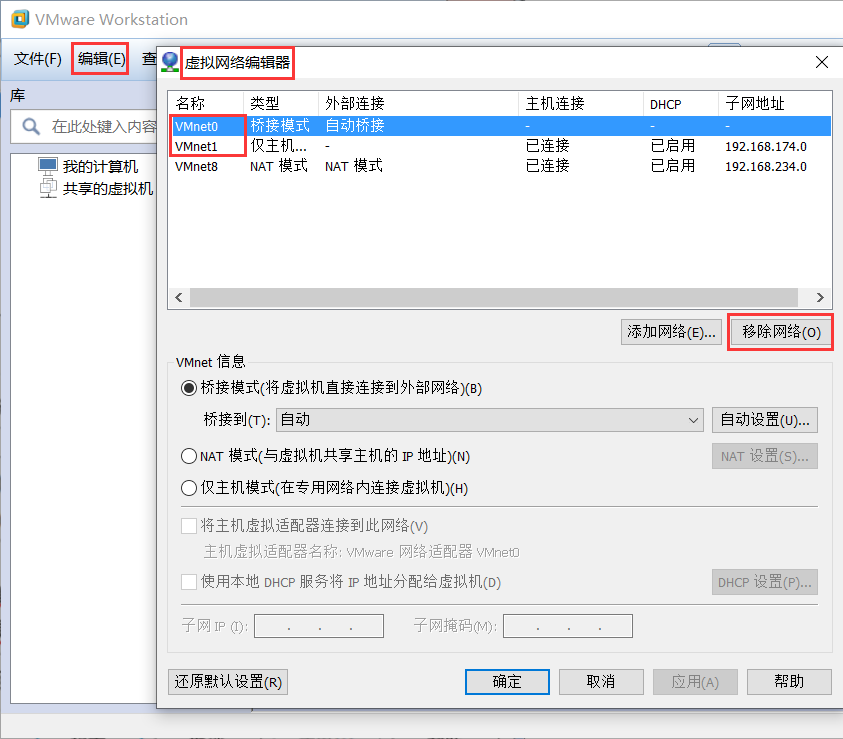 VMware Workstation
文件(F) 编辑(E) 查
虚拟网络编辑器
库
在此处键入内容
我的计算机
共享的虚拟机
名称 类型 外部连接 主机连接 DHCP 子网地址
VMnet0 桥接模式 自动桥接 - - -
VMnet1 仅主机... - 已连接 已启用 192.168.174.0
VMnet8 NAT 模式 NAT 模式 已连接 已启用 192.168.234.0
添加网络(E)... 移除网络(O)
VMnet 信息
桥接模式(将虚拟机直接连接到外部网络)(B)
桥接到(T): 自动 自动设置(U)...
NAT 模式(与虚拟机共享主机的 IP 地址)(N) NAT 设置(S)...
仅主机模式(在专用网络内连接虚拟机)(H)
将主机虚拟适配器连接到此网络(V)
主机虚拟适配器名称: VMware 网络适配器 VMnet0
使用本地 DHCP 服务将 IP 地址分配给虚拟机(D) DHCP 设置(P)...
子网 IP (I): . . . 子网掩码(M): . . .
还原默认设置(R) 确定 取消 应用(A) 帮助